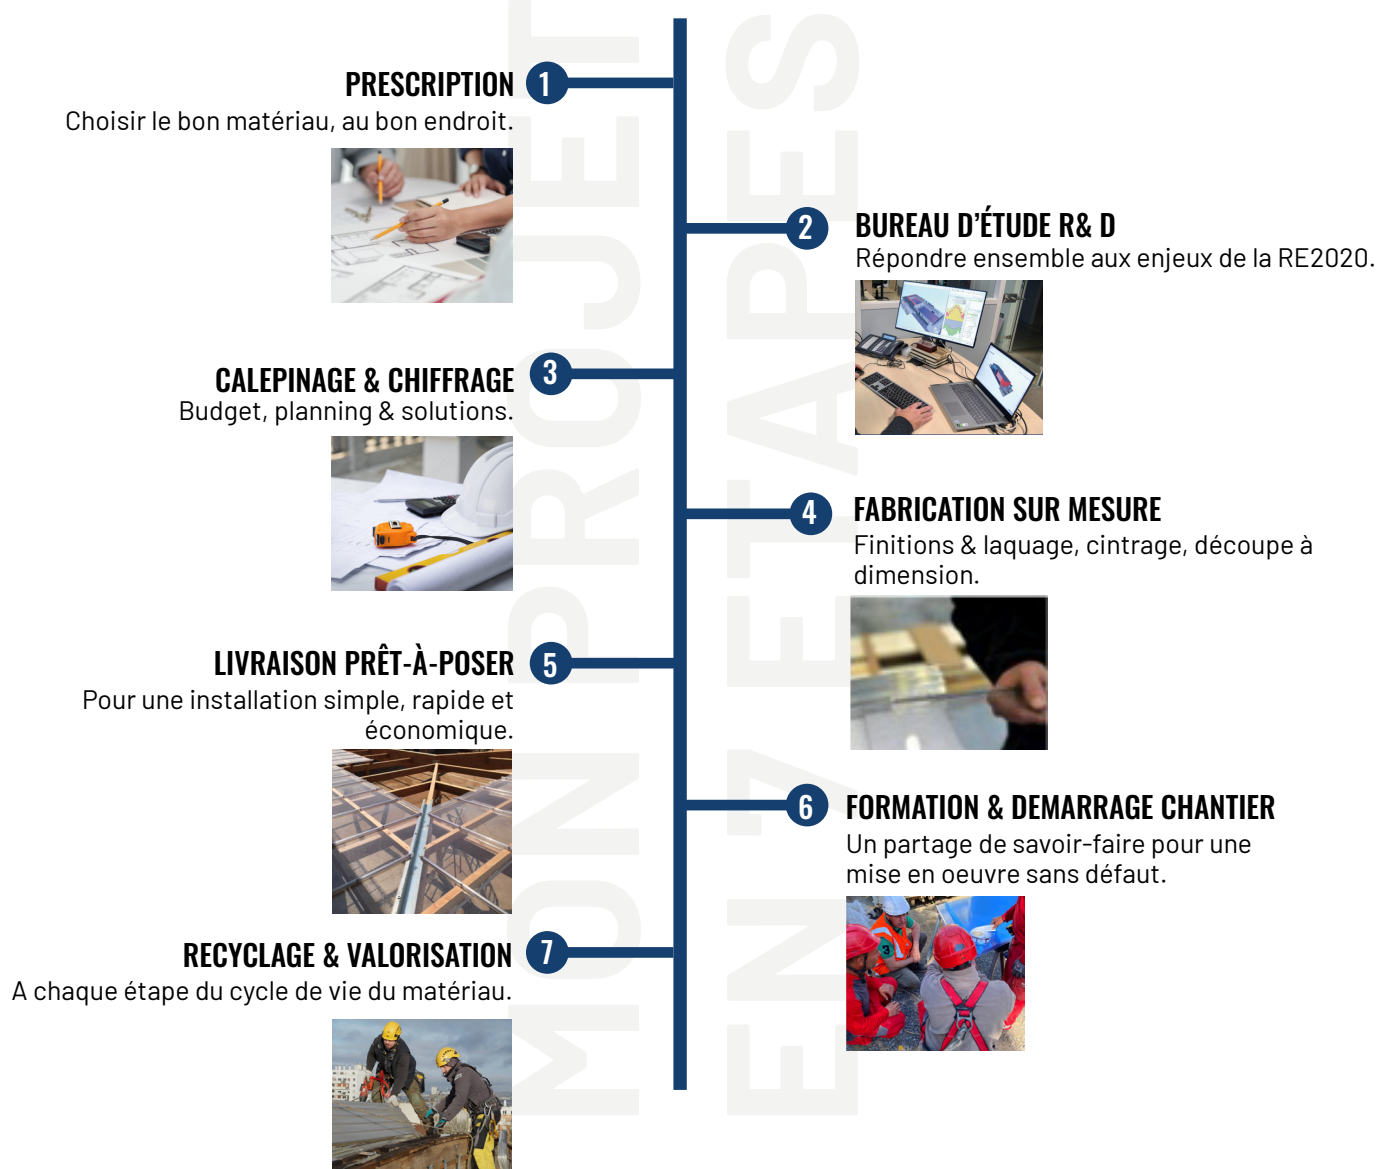 MON PROJET
EN 7 ETAPES
PRESCRIPTION 1
Choisir le bon matériau, au bon endroit.
2 BUREAU D'ÉTUDE R& D
Répondre ensemble aux enjeux de la RE2020.
CALEPINAGE & CHIFFRAGE 3
Budget, planning & solutions.
4 FABRICATION SUR MESURE
Finitions & laquage, cintrage, découpe à
dimension.
LIVRAISON PRÊT-À-POSER 5
Pour une installation simple, rapide et
économique.
6 FORMATION & DEMARRAGE CHANTIER
Un partage de savoir-faire pour une
mise en oeuvre sans défaut.
RECYCLAGE & VALORISATION 7
A chaque étape du cycle de vie du matériau.